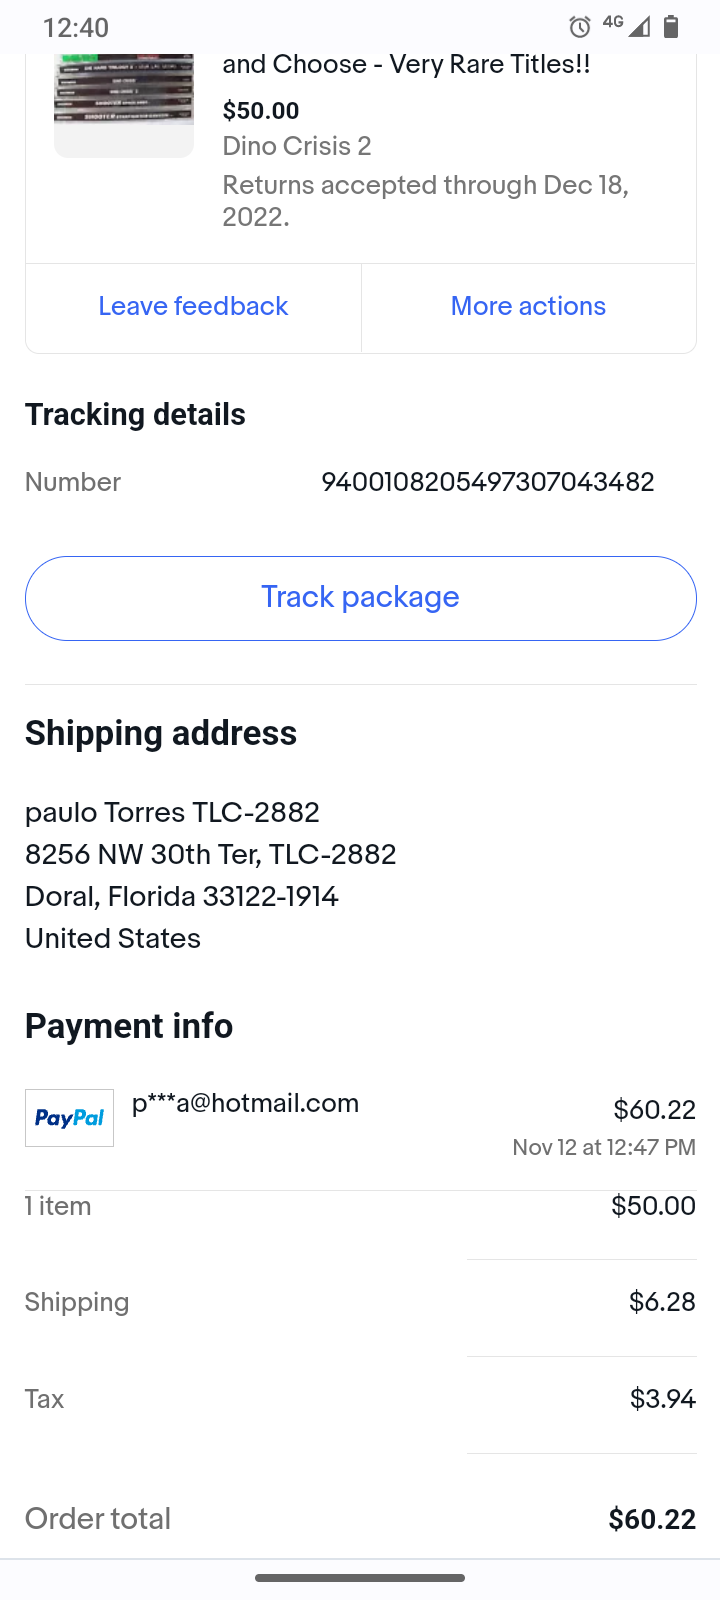 12:40
4G
and Choose - Very Rare Titles!!
$50.00
Dino Crisis 2
Returns accepted through Dec 18,
2022.
Leave feedback
More actions
Tracking details
Number
9400108205497307043482
Track package
Shipping address
paulo Torres TLC-2882
8256 NW 30th Ter, TLC-2882
Doral, Florida 33122-1914
United States
Payment info
PayPal
p***a@hotmail.com
$60.22
Nov 12 at 12:47 PM
1 item
$50.00
Shipping
$6.28
Tax
$3.94
Order total
$60.22